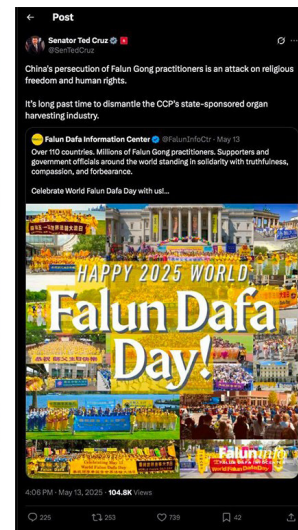 Post
Senator Ted Cruz
@SenTedCruz
China's persecution of Falun Gong practitioners is an attack on religious
freedom and human rights.
It's long past time to dismantle the CCP's state-sponsored organ
harvesting industry.
Falun Dafa Information Center @FalunInfoCtr · May 13
Over 110 countries. Millions of Falun Gong practitioners. Supporters and
government officials around the world standing in solidarity with truthfulness,
compassion, and forbearance.
Celebrate World Falun Dafa Day with us!...
HAPPY 2025 WORLD
Falun Dafa
Day!
Faluninfo
4:06 PM · May 13, 2025 · 104.8K Views
225
253
739
42